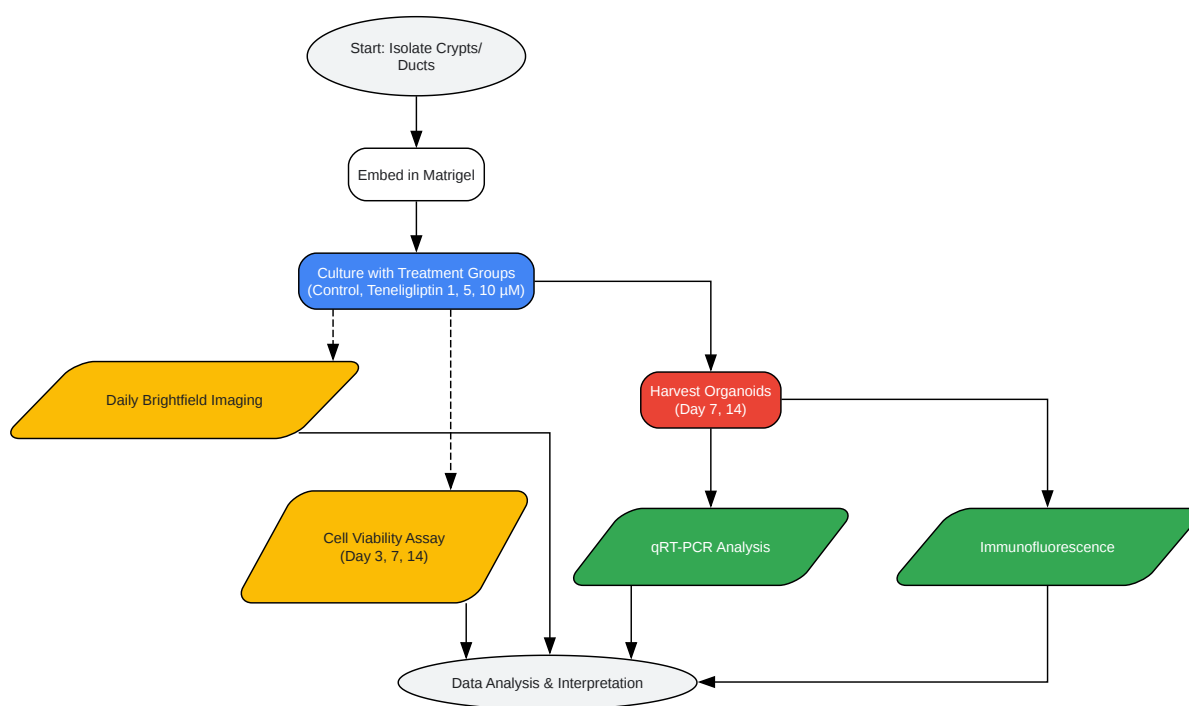 Start: Isolate Crypts/
Ducts
Embed in Matrigel
Culture with Treatment Groups
(Control, Teneligliptin 1, 5, 10 µM)
Daily Brightfield Imaging
Harvest Organoids
(Day 7, 14)
Cell Viability Assay
(Day 3, 7, 14)
qRT-PCR Analysis
Immunofluorescence
Data Analysis & Interpretation